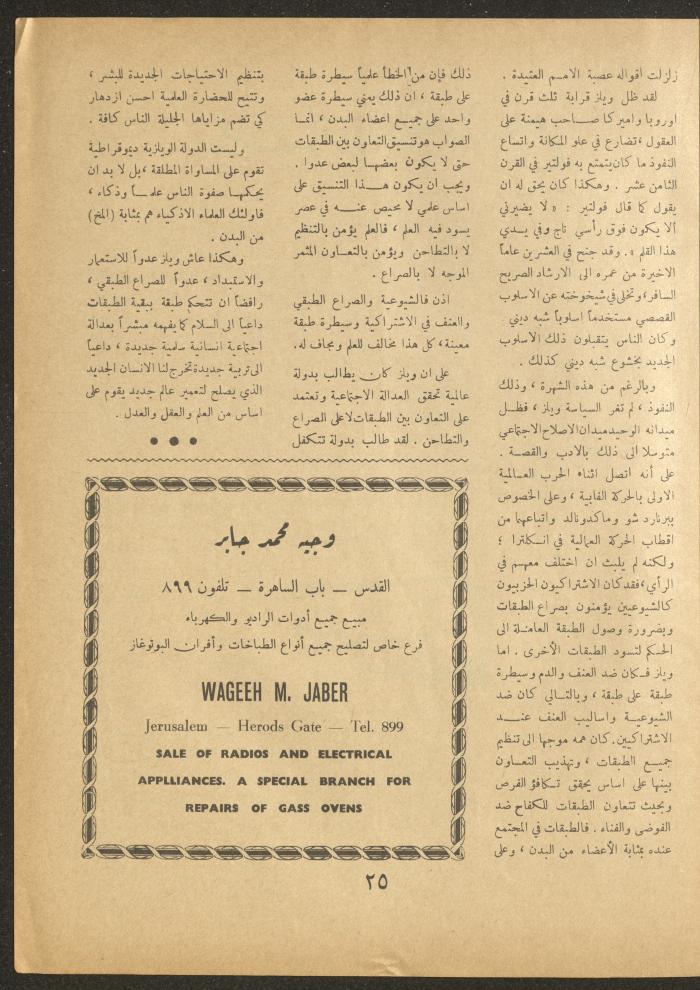 زلزلت اقواله عصبة الامم العتيدة .
لقد ظل ويلز قرابة ثلث قرن في
اوروبا واميركا صاحب هيمنة على
العقول ، تضارع في علو المكانة واتساع
النفوذ ما كان يتمتع به فولتير في القرن
الثامن عشر . وهكذا كان يحق له ان
يقول كما قال فولتير : « لا يضيرني
ألا يكون فوق رأسي تاج وفي يدي
هذا القلم » . وقد جنح في العشرين عاماً
الاخيرة من عمره الى الارشاد الصريح
السافر ، وتخلى في شيخوخته عن الاسلوب
القصصي مستخدماً اسلوباً شبه ديني
وكان الناس يتقبلون ذلك الأسلوب
الجديد بخشوع شبه ديني كذلك .
وبالرغم من هذه الشهرة ، وذلك
النفوذ ، لم تغر السياسة ويلز ، فظل
ميدانه الوحيد ميدان الاصلاح الاجتماعي
متوسلا الى ذلك بالادب والقصة .
على أنه اتصل اثناء الحرب العالمية
الاولى بالحركة الفابية ، وعلى الخصوص
ببرنارد شو وماكدونالد واتباعهما من
اقطاب الحركة العمالية في انكلترا ؛
ولكنه لم يلبث ان اختلف معهم في
الرأي ، فقد كان الاشتراكيون الحزبيون
كالشيوعيين يؤمنون بصراع الطبقات
وبضرورة وصول الطبقة العاملة الى
الحكم لتسود الطبقات الأخرى . اما
ويلز فكان ضد العنف والدم وسيطرة
طبقة على طبقة ، وبالتالي كان ضد
الشيوعية واساليب العنف عند
الاشتراكيين . كان همه موجها الى تنظيم
جميع الطبقات ، وتهذيب التعاون
بينها على اساس يحقق تكافؤ الفرص
وبحيث تتعاون الطبقات للكفاح ضد
الفوضى والفناء . فالطبقات في المجتمع
عنده بمثابة الأعضاء من البدن ، وعلى
ذلك فإن من الخطأ علمياً سيطرة طبقة
على طبقة ، ان ذلك يعني سيطرة عضو
واحد على جميع اعضاء البدن ، انما
الصواب هو تنسيق التعاون بين الطبقات
حتى لا يكون بعضها لبعض عدوا .
ويجب ان يكون هذا التنسيق على
اساس علمي لا محيص عنه في عصر
يسود فيه العلم ، فالعلم يؤمن بالتنظيم
لا بالتطاحن ويؤمن بالتعاون المثمر
الموجه لا بالصراع .
اذن فالشيوعية والصراع الطبقي
والعنف في الاشتراكية وسيطرة طبقة
معينة ، كل هذا مخالف للعلم ومجاف له .
على ان ويلز كان يطالب بدولة
عالمية تحقق العدالة الاجتماعية وتعتمد
على التعاون بين الطبقات لا على الصراع
والتطاحن . لقد طالب بدولة تتكفل
بتنظيم الاحتياجات الجديدة للبشر ،
وتتيح للحضارة العلمية احسن ازدهار
كي تضم مزاياها الجليلة الناس كافة .
وليست الدولة الويلزية ديموقراطية
تقوم على المساواة المطلقة ، بل لا بد ان
يحكمها صفوة الناس علماً وذكاء ،
فاولئك العلماء الاذكياء هم بمثابة (المخ)
من البدن .
وهكذا عاش ويلز عدواً للاستعمار
والاستبداد ، عدواً للصراع الطبقي ،
رافضاً ان تتحكم طبقة ببقية الطبقات
داعياً الى السلام كما يفهمه مبشراً بعدالة
اجتماعية انسانية سامية جديدة ، داعياً
الى تربية جديدة تخرج لنا الانسان الجديد
الذي يصلح لتعمير عالم جديد يقوم على
اساس من العلم والعقل والعدل .
● ● ●
وجيه محمد جابر
القدس — باب الساهرة — تلفون ٨٩٩
مبيع جميع أدوات الراديو والكهرباء
فرع خاص لتصليح جميع أنواع الطباخات وأفران البوتوغاز
WAGEEH M. JABER
Jerusalem — Herods Gate — Tel. 899
SALE OF RADIOS AND ELECTRICAL
APPLLIANCES. A SPECIAL BRANCH FOR
REPAIRS OF GASS OVENS
٢٥